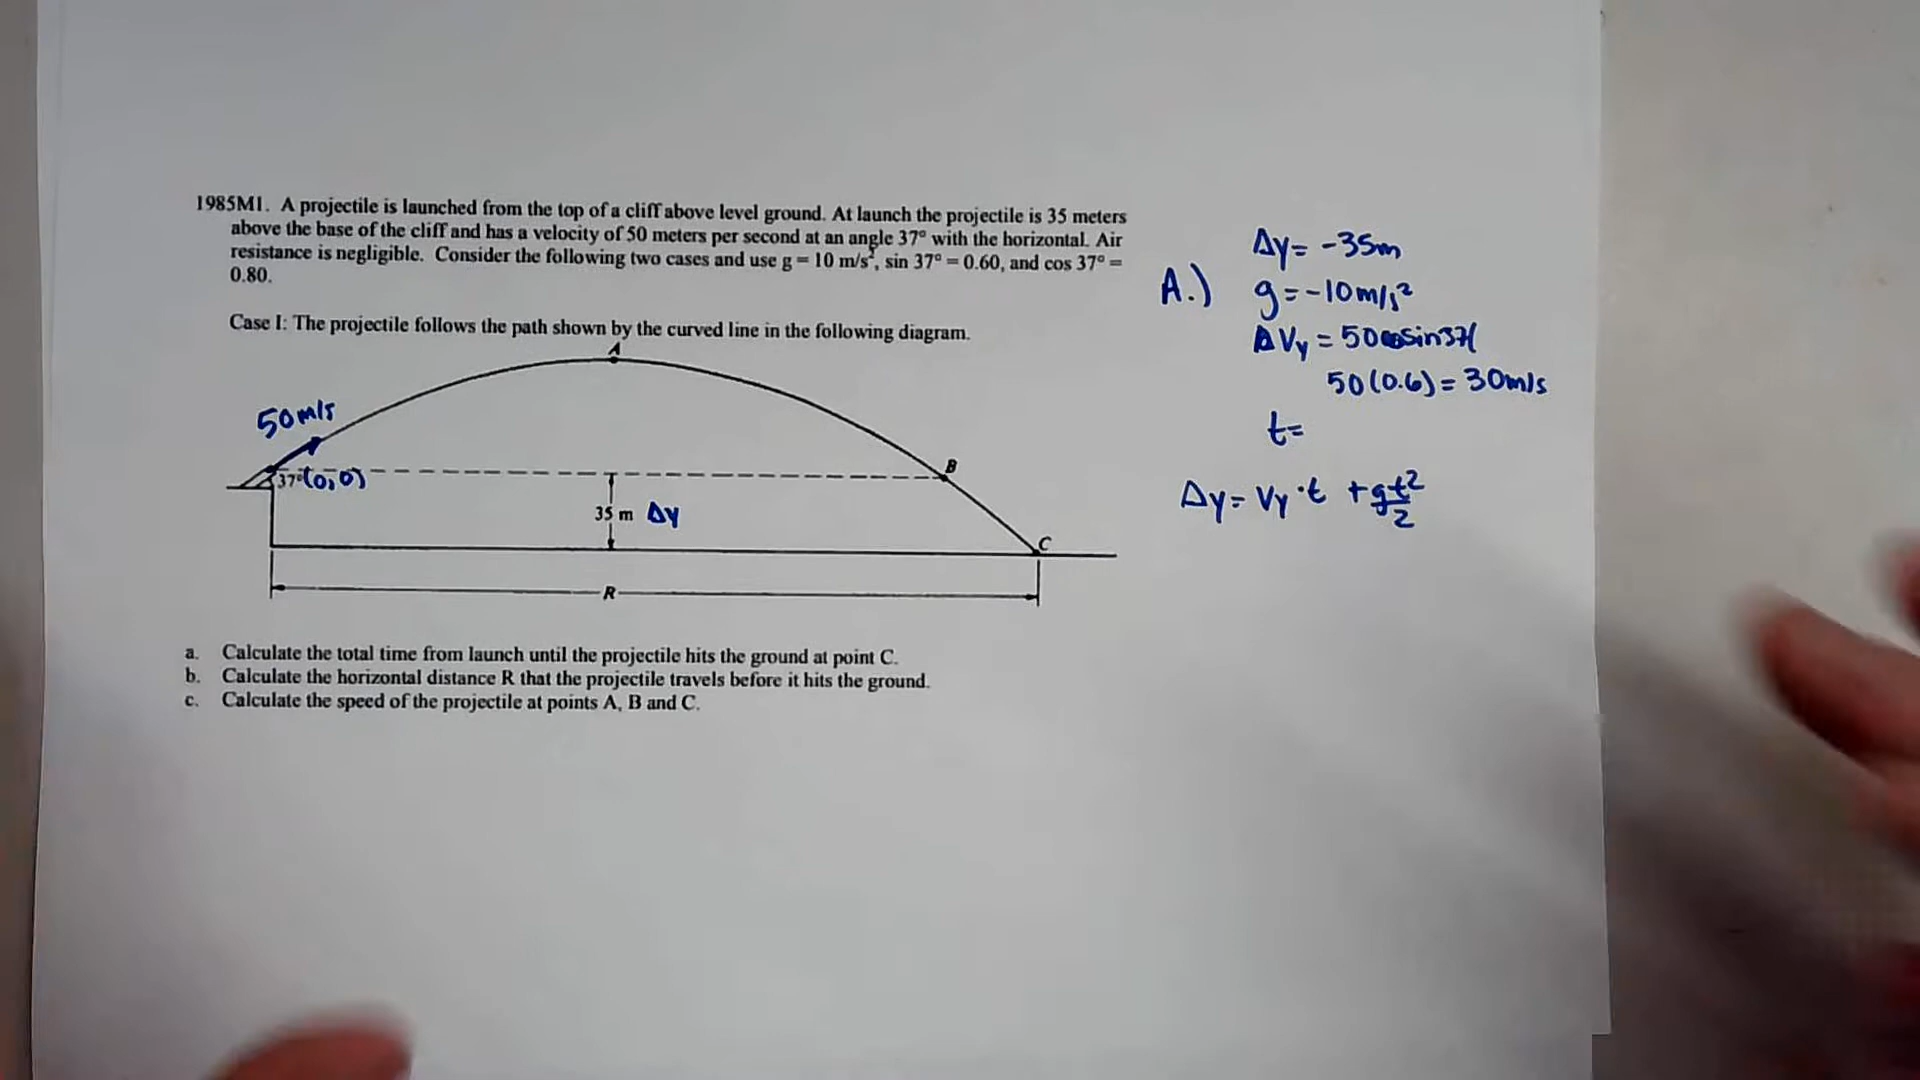 1985M1. A projectile is launched from the top of a cliff above level ground. At launch the projectile is 35 meters
above the base of the cliff and has a velocity of 50 meters per second at an angle 37° with the horizontal. Air
resistance is negligible. Consider the following two cases and use g = 10 m/s², sin 37° = 0.60, and cos 37° =
0.80.
Case I: The projectile follows the path shown by the curved line in the following diagram.
A
50 m/s
37° (0,0)
B
35 m Δy
C
R
a. Calculate the total time from launch until the projectile hits the ground at point C.
b. Calculate the horizontal distance R that the projectile travels before it hits the ground.
c. Calculate the speed of the projectile at points A, B and C.
A.)
Δy = -35m
g = -10 m/s²
Vy = 50 sin37
50(0.6) = 30m/s
t=
Δy = Vy·t + gt²/2